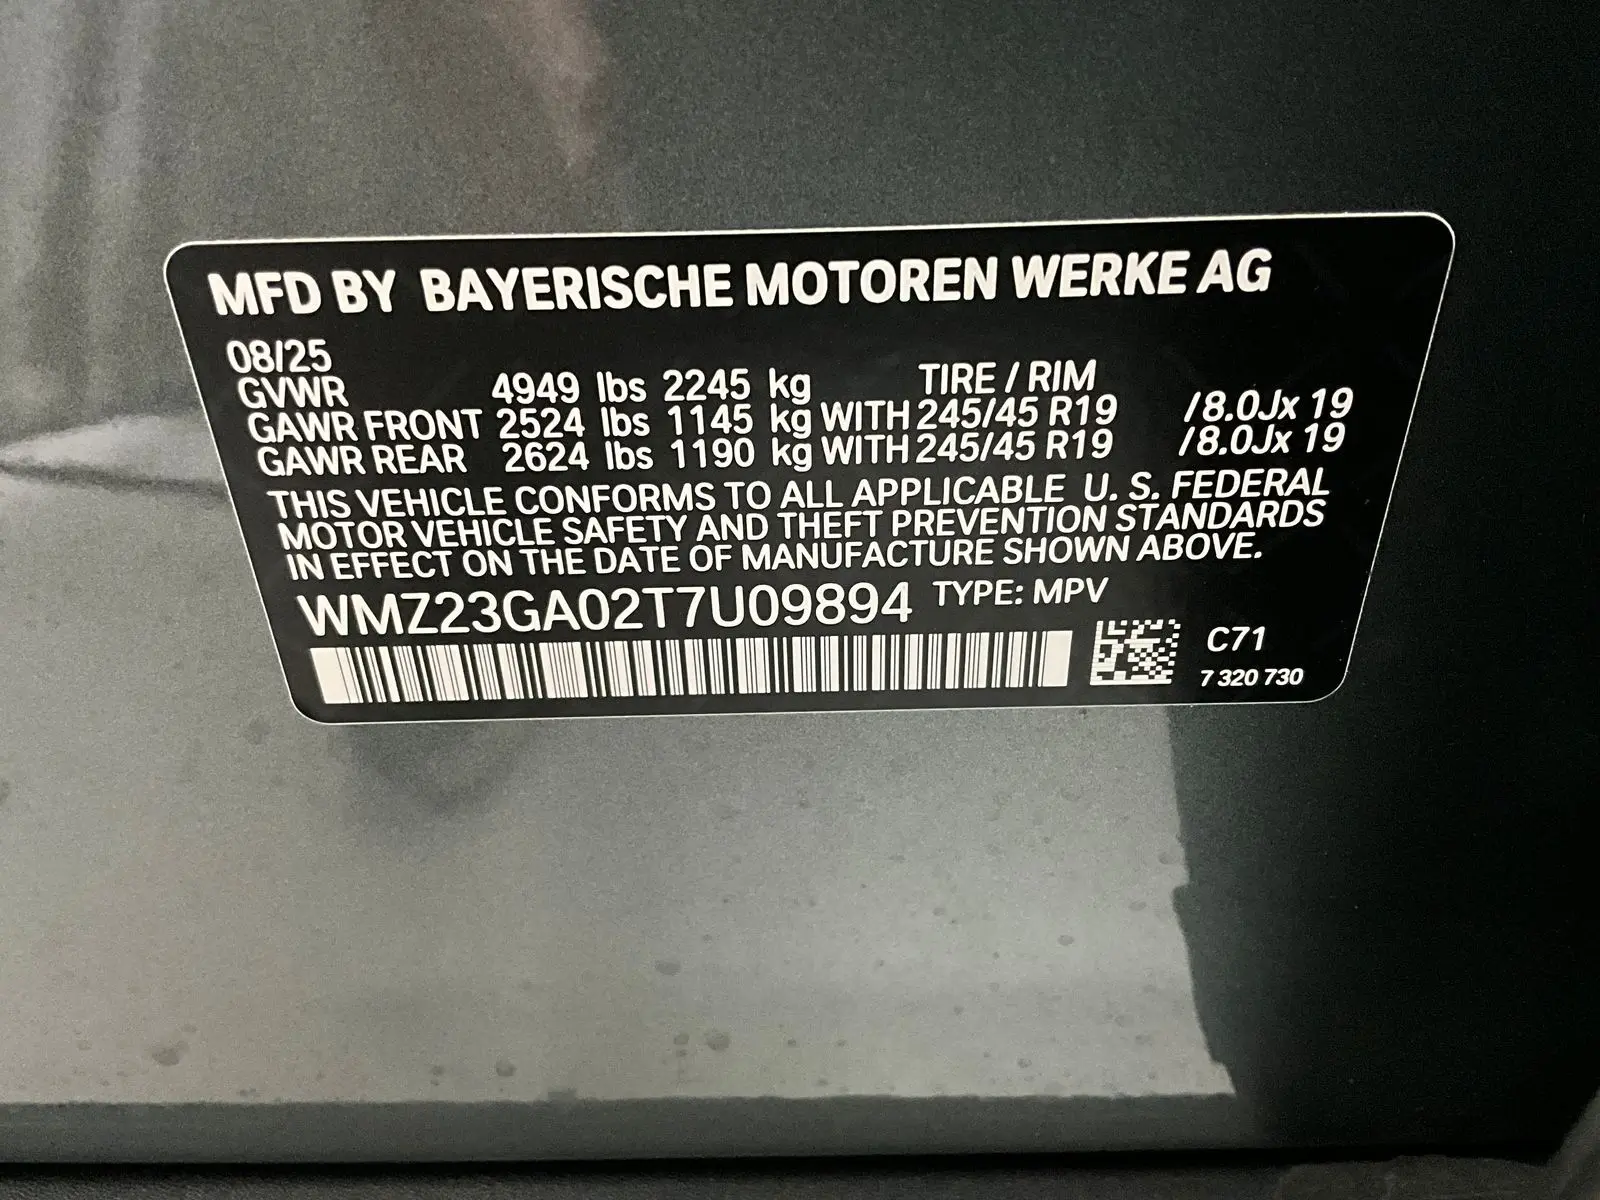 MFD BY BAYERISCHE MOTOREN WERKE AG
08/25
GVWR 4949 lbs 2245 kg TIRE / RIM
GAWR FRONT 2524 lbs 1145 kg WITH 245/45 R19 / 8.0Jx 19
GAWR REAR 2624 lbs 1190 kg WITH 245/45 R19 / 8.0Jx 19
THIS VEHICLE CONFORMS TO ALL APPLICABLE U. S. FEDERAL
MOTOR VEHICLE SAFETY AND THEFT PREVENTION STANDARDS
IN EFFECT ON THE DATE OF MANUFACTURE SHOWN ABOVE.
WMZ23GA02T7U09894 TYPE: MPV
C71
7 320 730